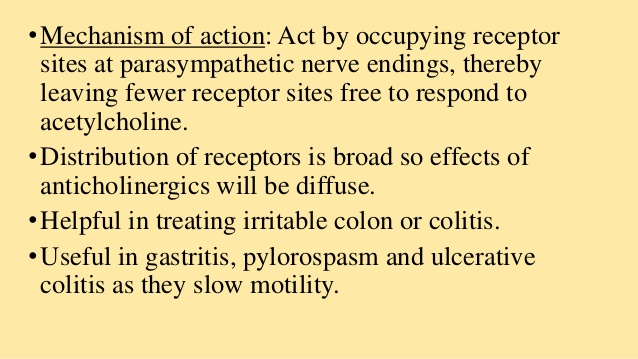 •Mechanism of action: Act by occupying receptor
sites at parasympathetic nerve endings, thereby
leaving fewer receptor sites free to respond to
acetylcholine.
•Distribution of receptors is broad so effects of
anticholinergics will be diffuse.
•Helpful in treating irritable colon or colitis.
•Useful in gastritis, pylorospasm and ulcerative
colitis as they slow motility.